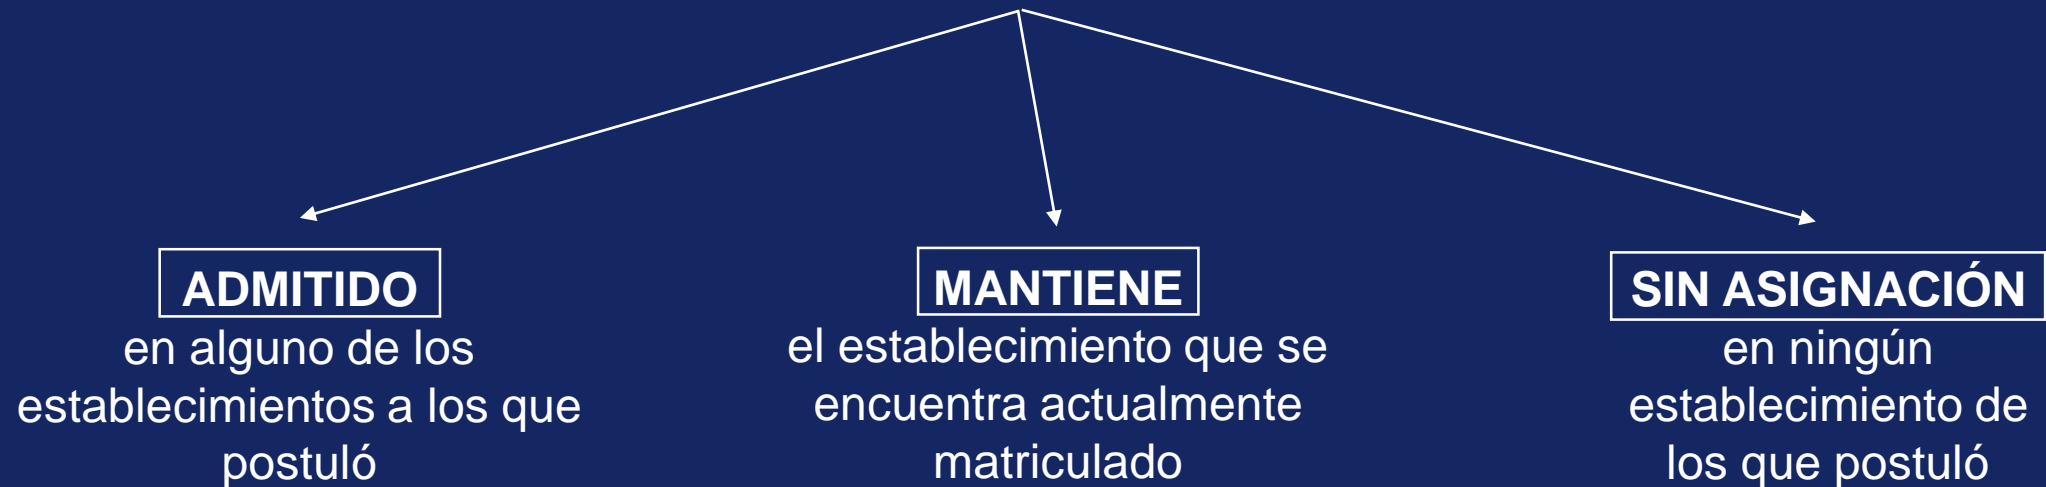 ADMITIDO
en alguno de los
establecimientos a los que
postuló
MANTIENE
el establecimiento que se
encuentra actualmente
matriculado
SIN ASIGNACIÓN
en ningún
establecimiento de
los que postuló